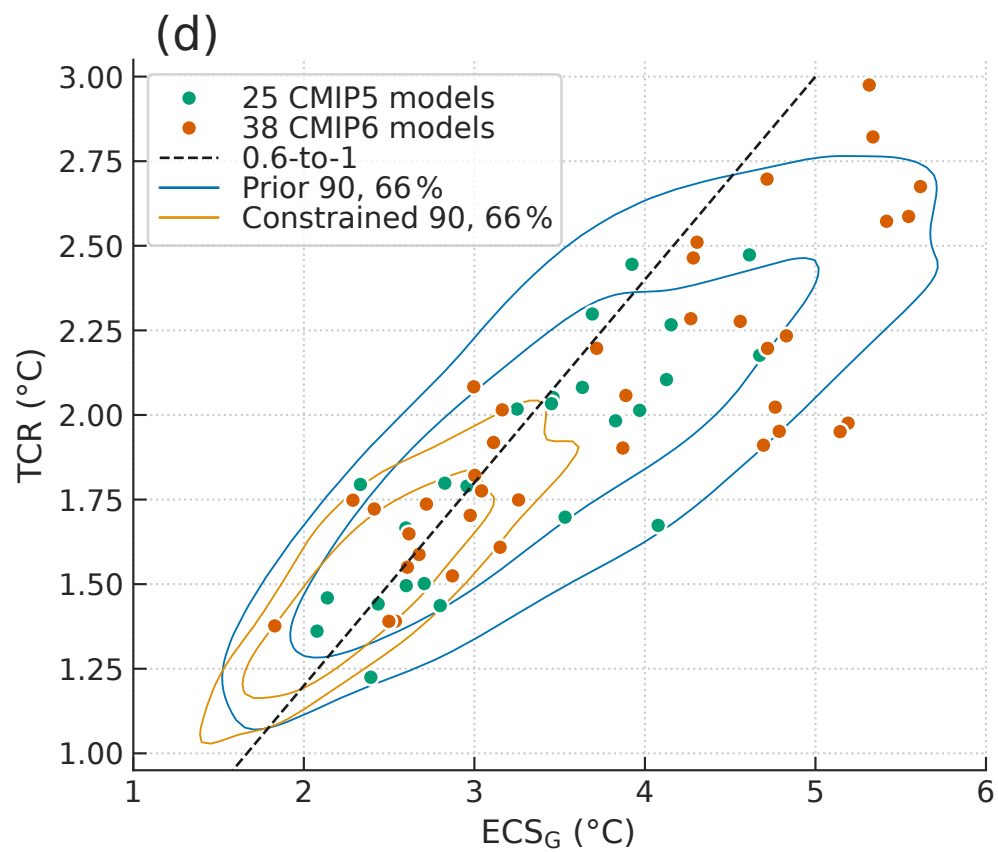 (d)
25 CMIP5 models
38 CMIP6 models
0.6-to-1
Prior 90, 66%
Constrained 90, 66%
TCR (°C)
3.00
2.75
2.50
2.25
2.00
1.75
1.50
1.25
1.00
1 2 3 4 5 6
ECS_G (°C)